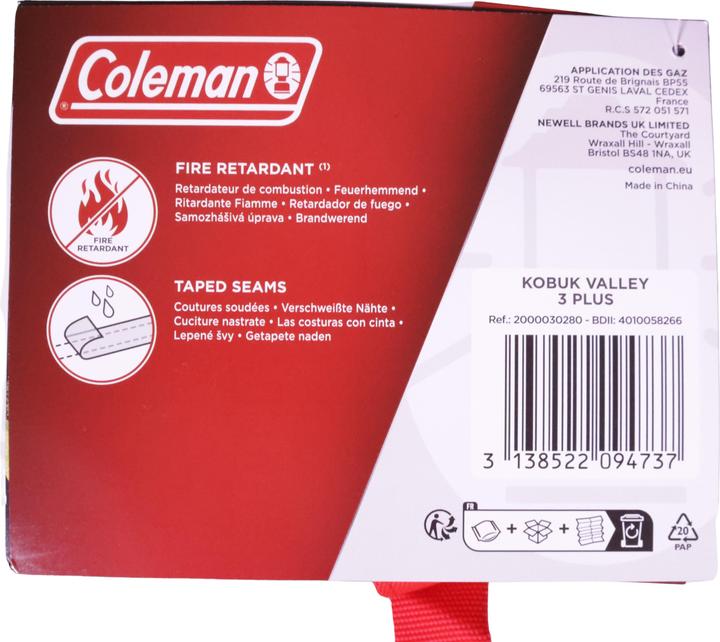 Coleman
®
FIRE RETARDANT (1)
Retardateur de combustion • Feuerhemmend •
Ritardante Fiamme • Retardador de fuego •
Samozhášivá úprava • Brandwerend
FIRE
RETARDANT
TAPED SEAMS
Coutures soudées • Verschweißte Nähte •
Cuciture nastrate • Las costuras con cinta •
Lepené švy • Getapete naden
APPLICATION DES GAZ
219 Route de Brignais BP55
69563 ST GENIS LAVAL CEDEX
France
R.C.S 572 051 571
NEWELL BRANDS UK LIMITED
The Courtyard
Wraxall Hill - Wraxall
Bristol BS48 1NA, UK
coleman.eu
Made in China
KOBUK VALLEY
3 PLUS
Ref.: 2000030280 - BDII: 4010058266
3 138522 094737
FR
+ +
20
PAP